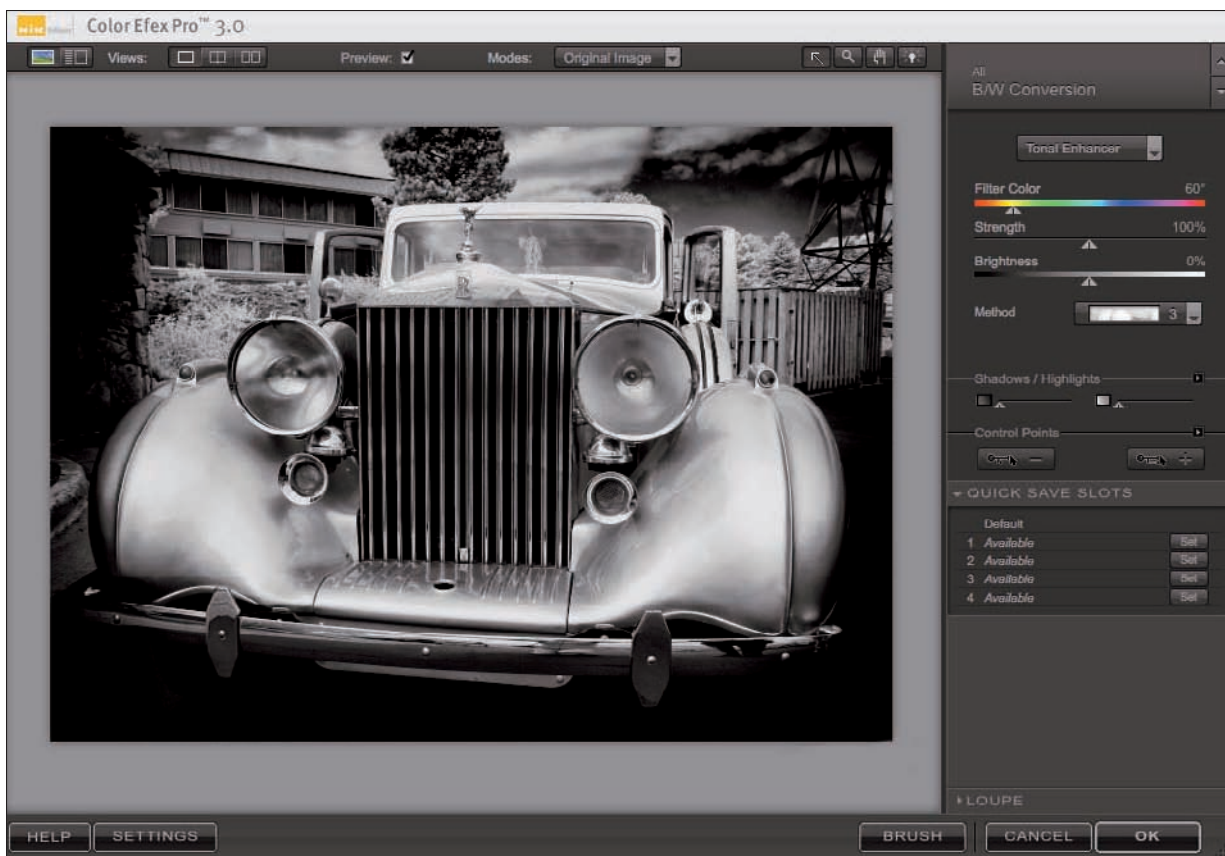 Color Efex Pro™ 3.0
Views:
Preview:
Modes:
Original Image
All
B/W Conversion
Tonal Enhancer
Filter Color 60°
Strength 100%
Brightness 0%
Method 3
Shadows / Highlights
Control Points
QUICK SAVE SLOTS
Default
1 Available Set
2 Available Set
3 Available Set
4 Available Set
LOUPE
HELP SETTINGS BRUSH CANCEL OK